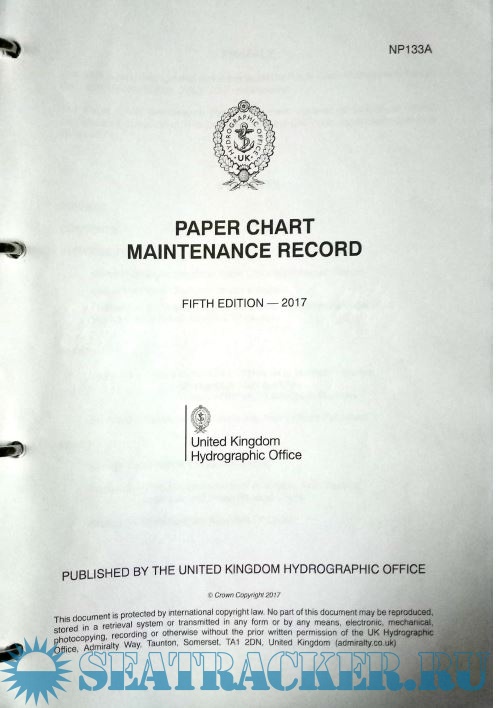 NP133A
HYDROGRAPHIC OFFICE
UK
PAPER CHART
MAINTENANCE RECORD
FIFTH EDITION — 2017
United Kingdom
Hydrographic Office
PUBLISHED BY THE UNITED KINGDOM HYDROGRAPHIC OFFICE
© Crown Copyright 2017
This document is protected by international copyright law. No part of this document may be reproduced,
stored in a retrieval system or transmitted in any form or by any means, electronic, mechanical,
photocopying, recording or otherwise without the prior written permission of the UK Hydrographic
Office, Admiralty Way, Taunton, Somerset, TA1 2DN, United Kingdom (admiralty.co.uk)
SEATRACKER.RU